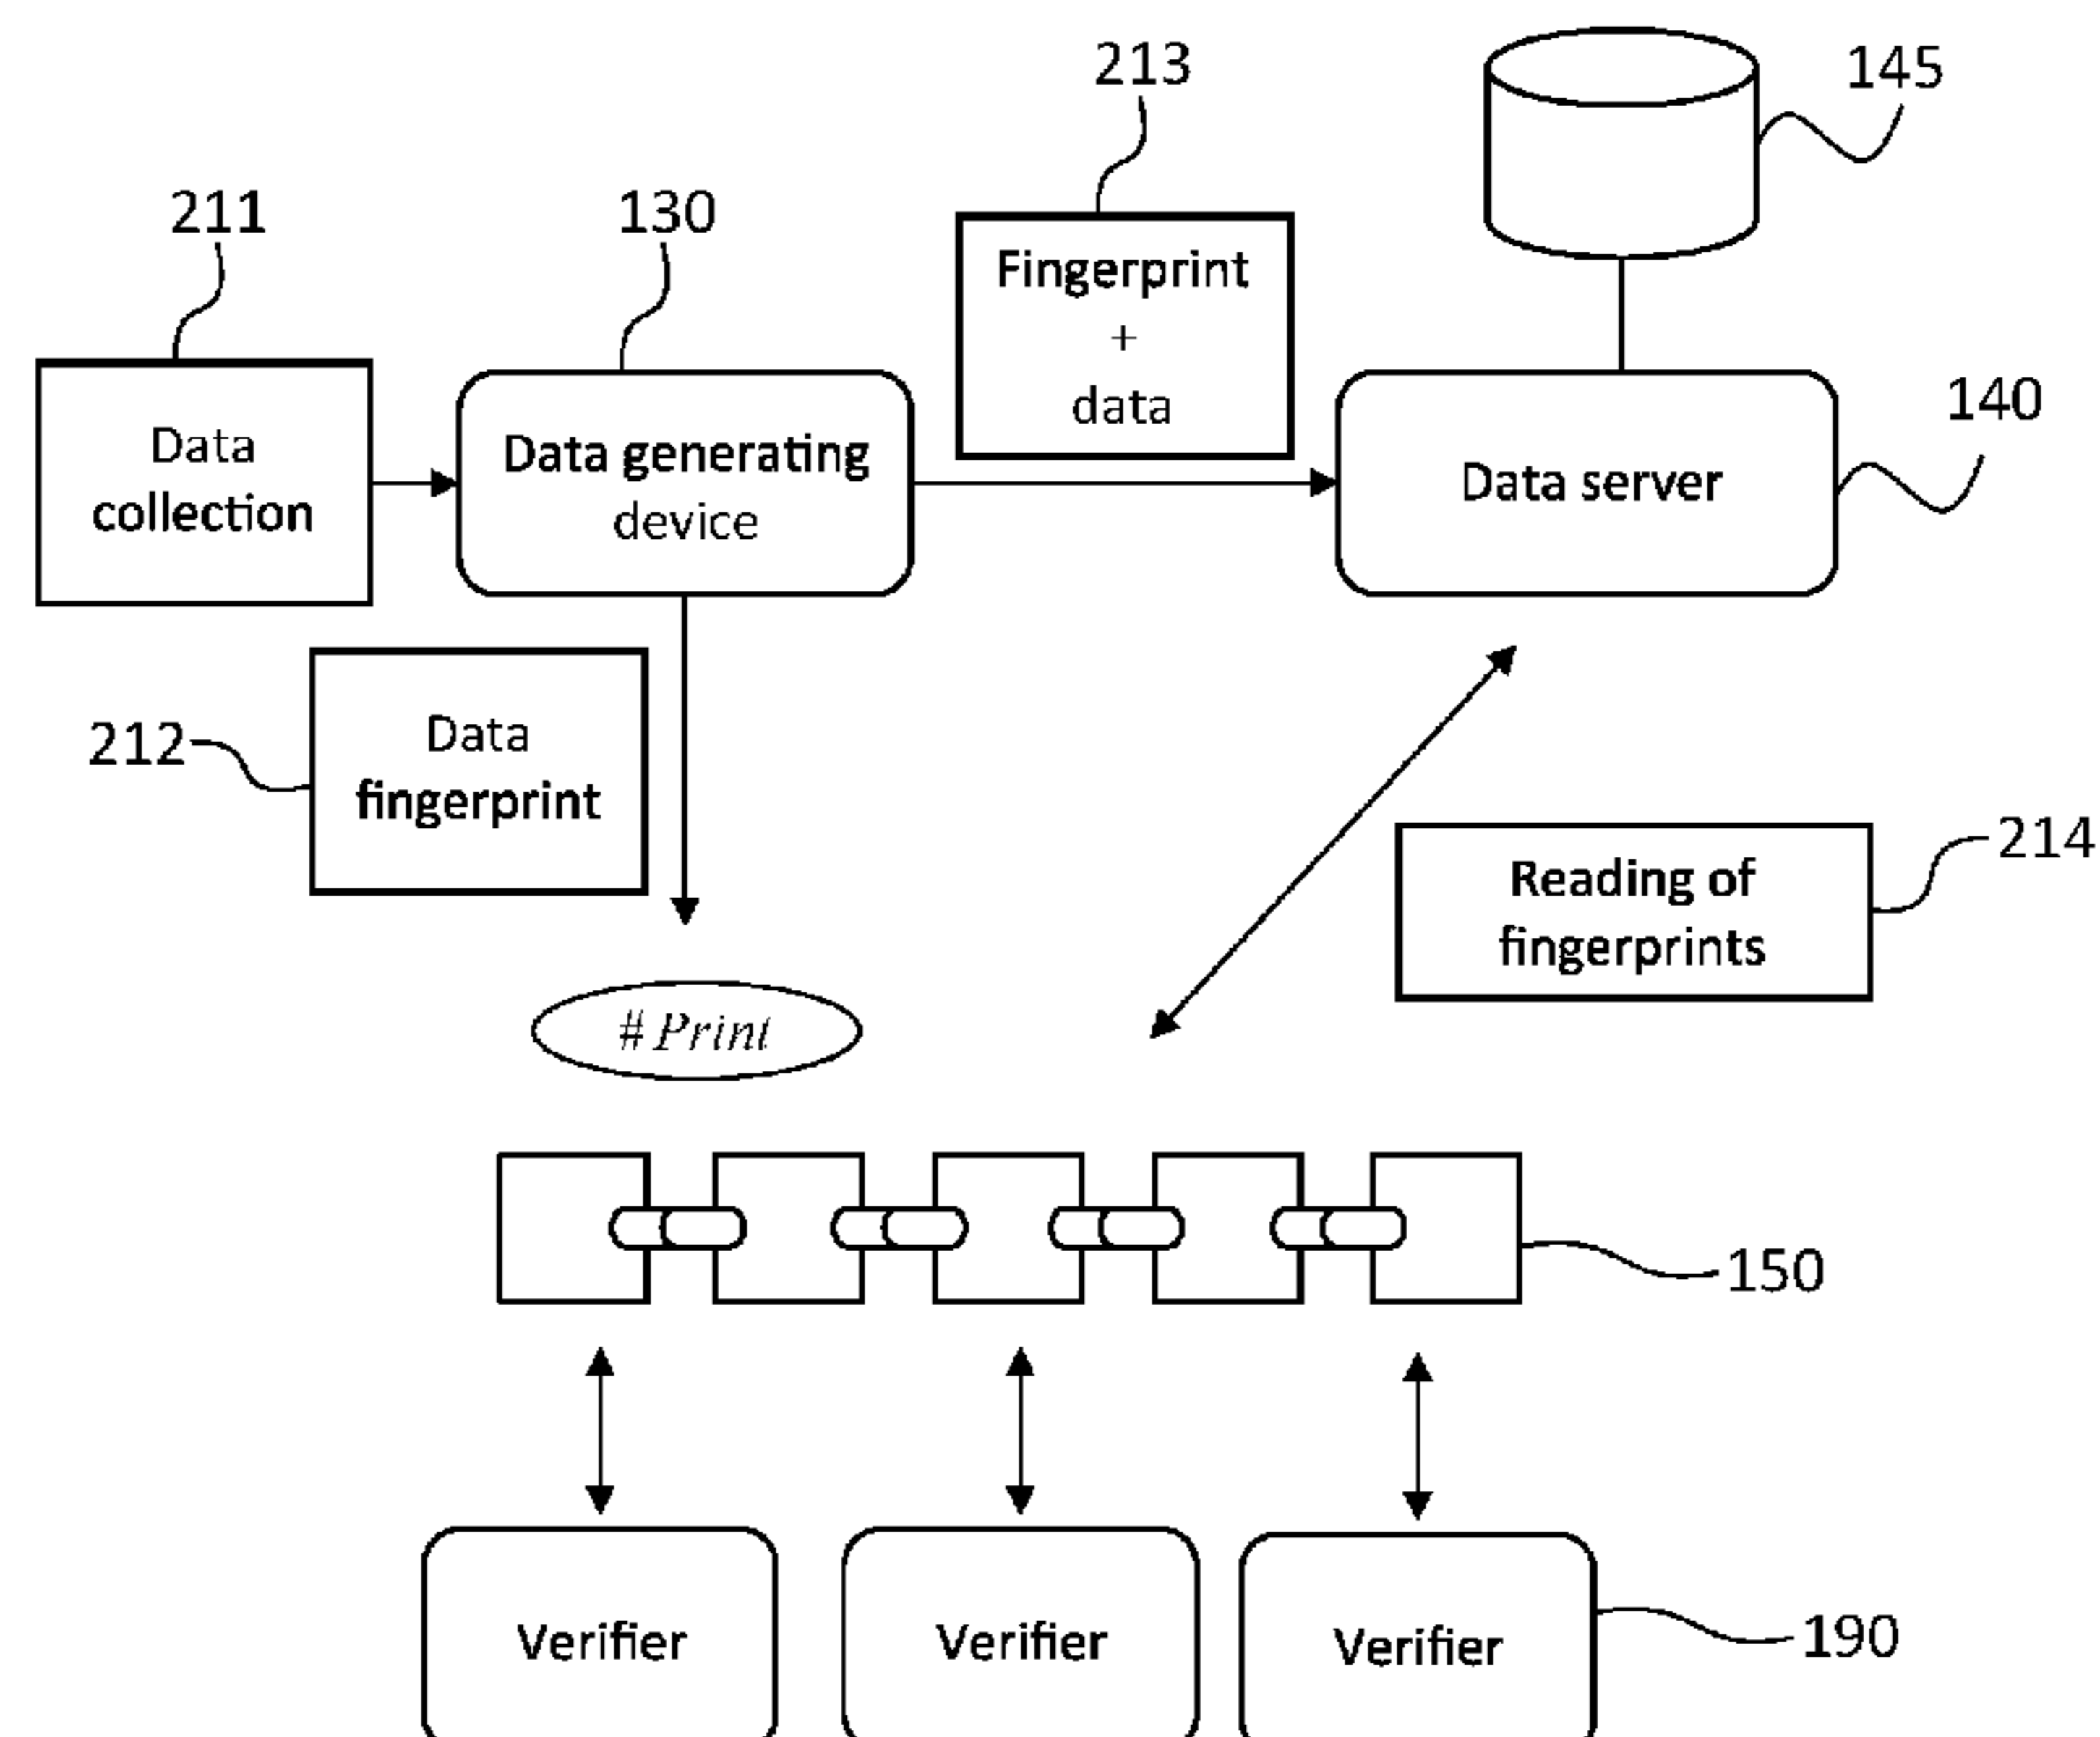 213
145
211
130
Fingerprint
+
data
140
Data
collection
Data generating
device
Data server
212
Data
fingerprint
214
Reading of
fingerprints
# Print
150
Verifier
Verifier
Verifier
190